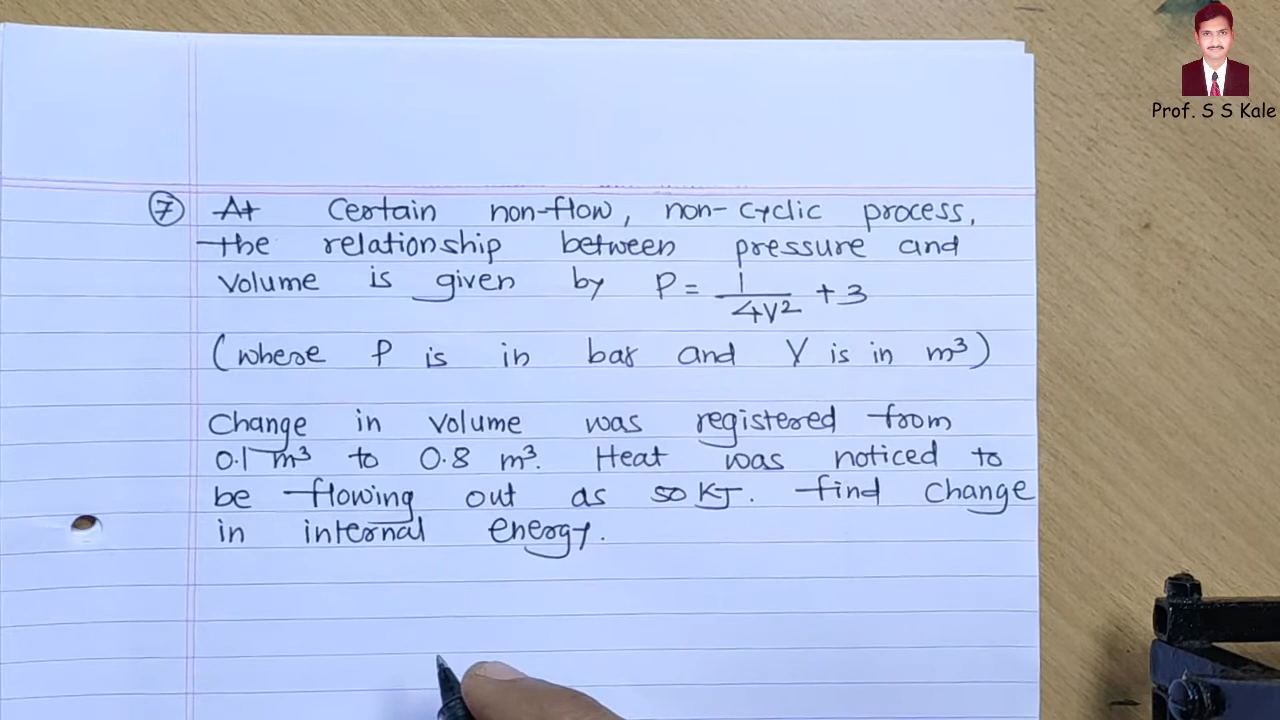 Prof. S S Kale
⑦ At Certain non-flow, non-cyclic process,
the relationship between pressure and
Volume is given by P = 1/4V² + 3
(where P is in bar and V is in m³)
Change in volume was registered from
0.1 m³ to 0.8 m³. Heat was noticed to
be flowing out as 50 KJ. find change
in internal energy.